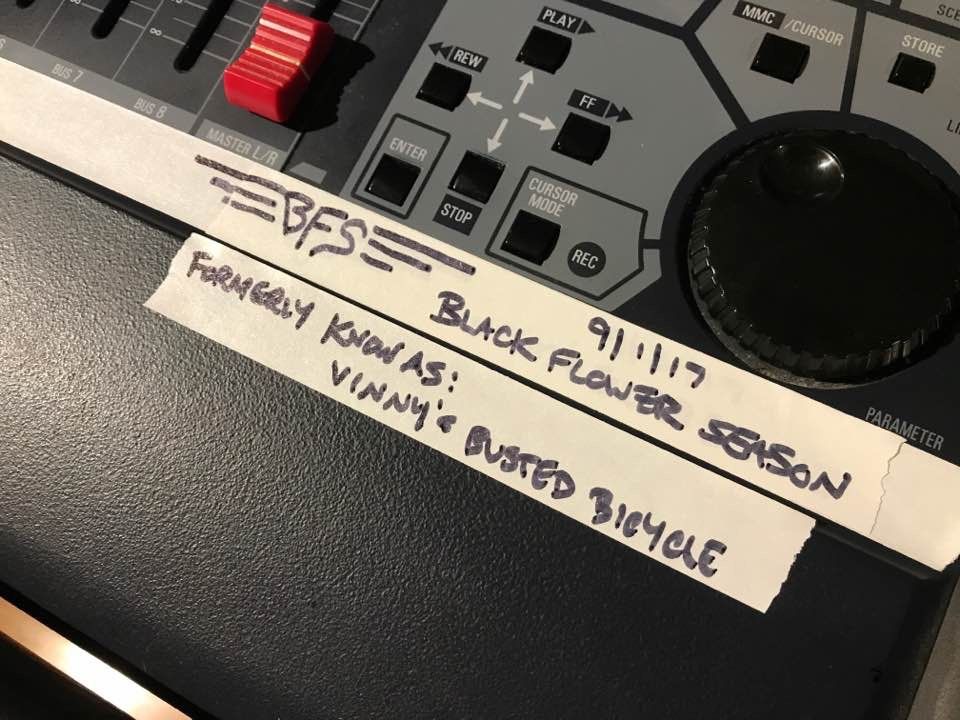 PLAY
MMC /CURSOR
STORE
REW
FF
BUS 7
BUS 8
MASTER L/R
ENTER
STOP
CURSOR
MODE
REC
PARAMETER
BFS
9/1/17
BLACK FLOWER SEASON
FORMERLY KNOW AS:
VINNY's BUSTED BICYCLE